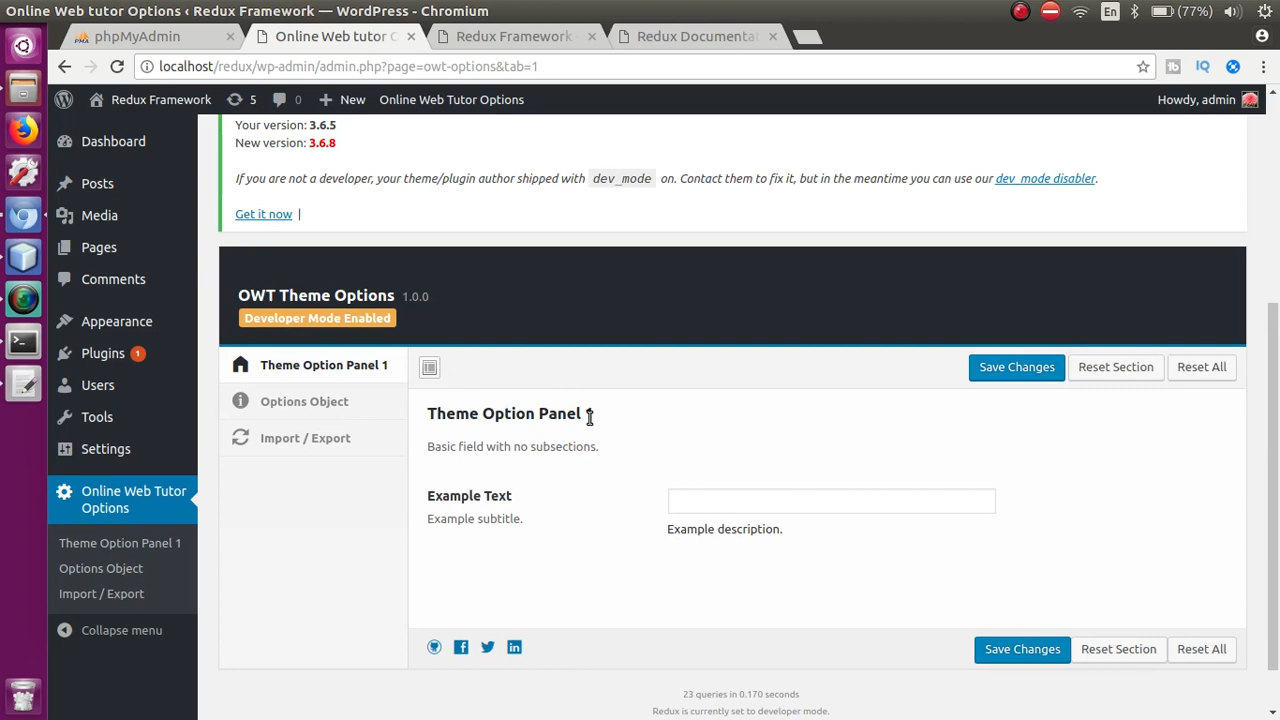 Online Web tutor Options ‹ Redux Framework — WordPress - Chromium
En
(77%)
phpMyAdmin
Online Web tutor O
Redux Framework -
Redux Documenta
localhost/redux/wp-admin/admin.php?page=owt-options&tab=1
IQ
Redux Framework
5
0
New
Online Web Tutor Options
Howdy, admin
Dashboard
Posts
Media
Pages
Comments
Appearance
Plugins 1
Users
Tools
Settings
Online Web Tutor
Options
Theme Option Panel 1
Options Object
Import / Export
Collapse menu
Your version: 3.6.5
New version: 3.6.8
If you are not a developer, your theme/plugin author shipped with dev_mode on. Contact them to fix it, but in the meantime you can use our dev_mode disabler.
Get it now |
OWT Theme Options 1.0.0
Developer Mode Enabled
Theme Option Panel 1
Options Object
Import / Export
Save Changes
Reset Section
Reset All
Theme Option Panel 1
Basic field with no subsections.
Example Text
Example subtitle.
Example description.
Save Changes
Reset Section
Reset All
23 queries in 0.170 seconds
Redux is currently set to developer mode.